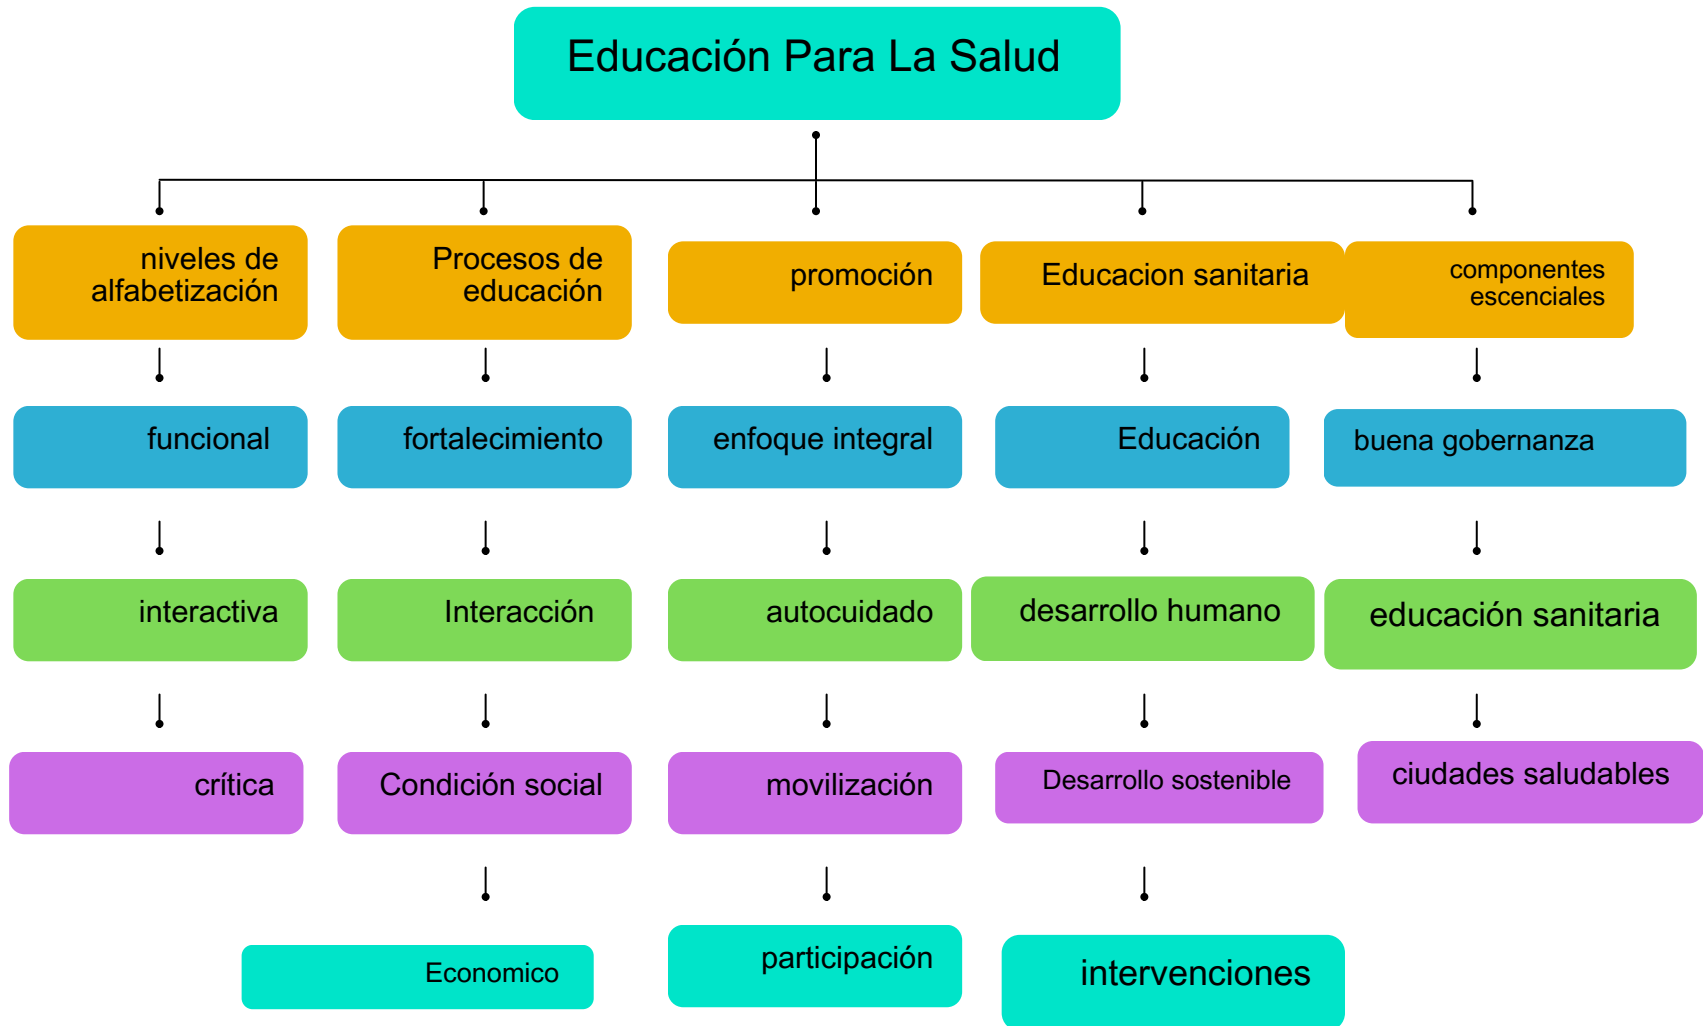 Educación Para La Salud
niveles de
alfabetización
Procesos de
educación
promoción
Educacion sanitaria
componentes
escenciales
funcional
fortalecimiento
enfoque integral
Educación
buena gobernanza
interactiva
Interacción
autocuidado
desarrollo humano
educación sanitaria
crítica
Condición social
movilización
Desarrollo sostenible
ciudades saludables
Economico
participación
intervenciones